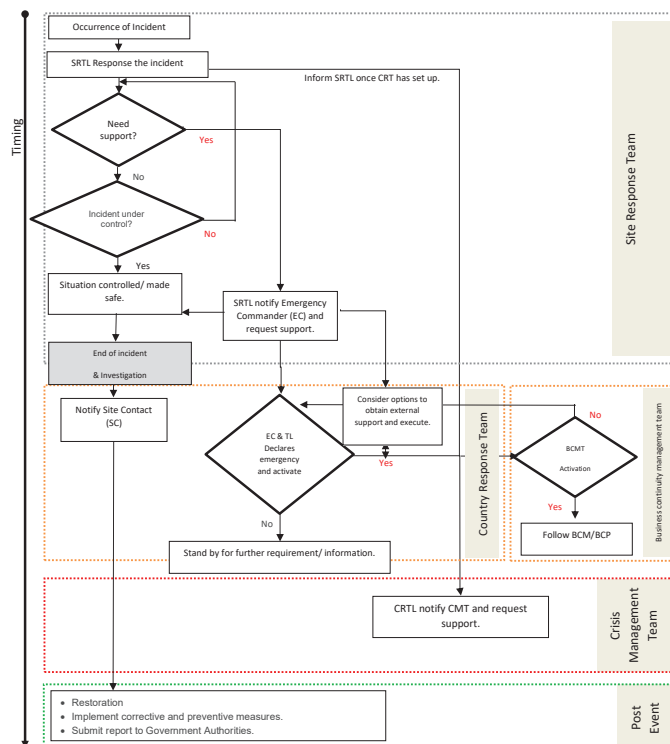 Occurrence of Incident
SRTL Response the incident
Inform SRTL once CRT has set up.
Timing
Need
support?
Yes
No
Incident under
control?
No
Yes
Site Response Team
Situation controlled/ made
safe.
SRTL notify Emergency
Commander (EC) and
request support.
End of incident
& Investigation
Notify Site Contact
(SC)
Consider options to
obtain external
support and execute.
EC & TL
Declares
emergency
and activate
Yes
No
Country Response Team
No
BCMT
Activation
Yes
Follow BCM/BCP
Business continuity management team
Stand by for further requirement/ information.
CRTL notify CMT and request
support.
Crisis
Management
Team
• Restoration
• Implement corrective and preventive measures.
• Submit report to Government Authorities.
Post
Event